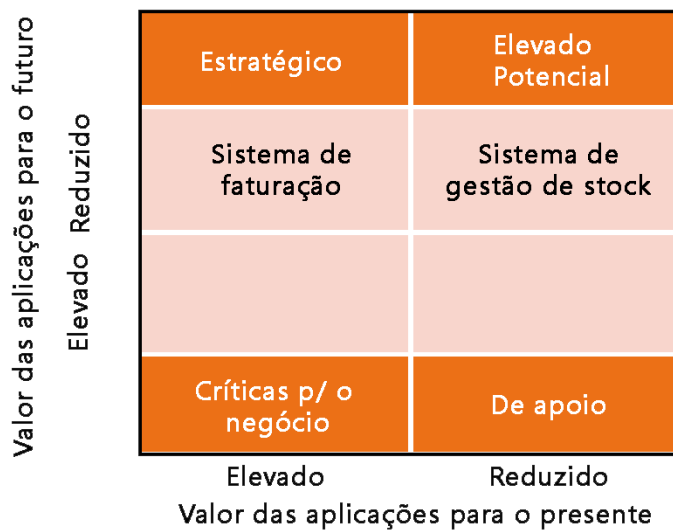 Valor das aplicações para o futuro
Elevado Reduzido
Estratégico
Elevado
Potencial
Sistema de
faturação
Sistema de
gestão de stock
Críticas p/ o
negócio
De apoio
Elevado
Reduzido
Valor das aplicações para o presente